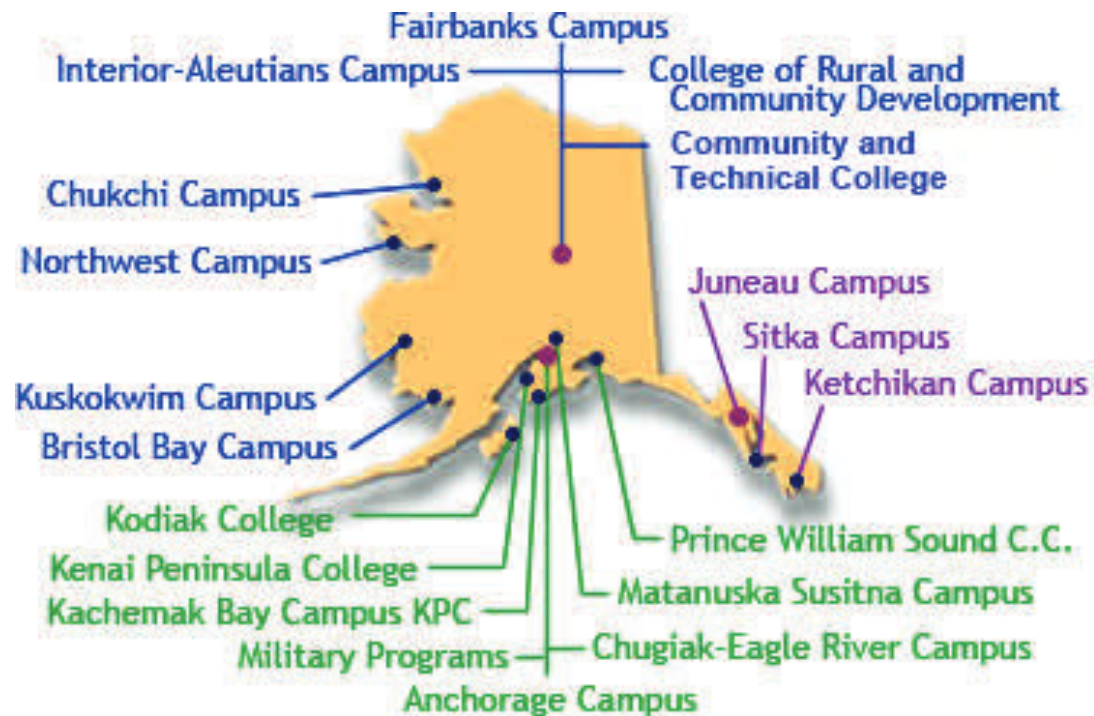 Fairbanks Campus
Interior-Aleutians Campus
College of Rural and
Community Development
Community and
Technical College
Chukchi Campus
Northwest Campus
Juneau Campus
Sitka Campus
Ketchikan Campus
Kuskokwim Campus
Bristol Bay Campus
Kodiak College
Prince William Sound C.C.
Kenai Peninsula College
Matanuska Susitna Campus
Kachemak Bay Campus KPC
Chugiak-Eagle River Campus
Military Programs
Anchorage Campus